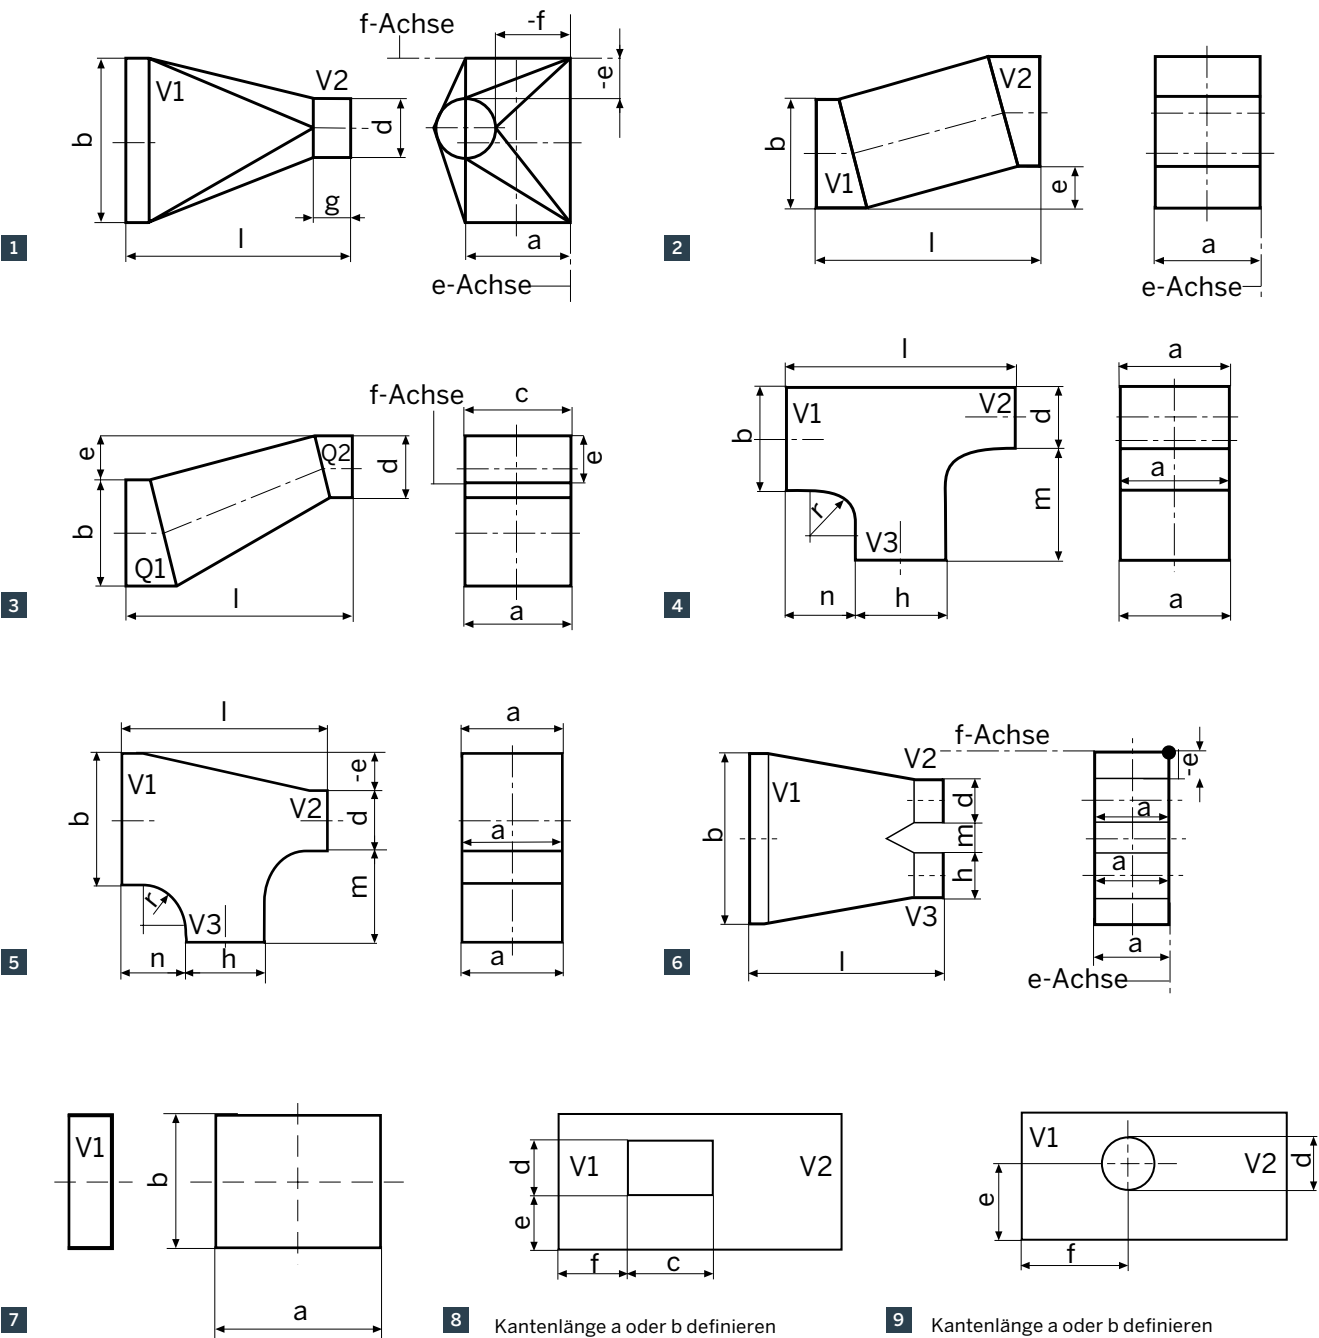 f-Achse
-f
V1
V2
b
d
-e
g
l
a
e-Achse
1
V2
b
V1
e
l
a
e-Achse
2
f-Achse
c
e
Q2
d
e
b
Q1
l
a
3
l
a
V1
V2
b
d
a
r
m
V3
n
h
a
4
l
a
-e
V1
V2
b
d
a
r
m
V3
n
h
a
5
f-Achse
V2
-e
V1
d
a
b
m
a
h
V3
l
a
e-Achse
6
V1
b
a
7
d
V1
V2
e
f
c
8
Kantenlänge a oder b definieren
V1
V2
d
e
f
9
Kantenlänge a oder b definieren